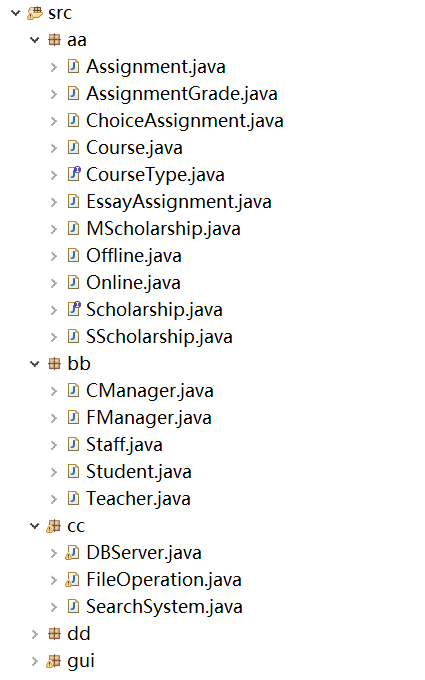 src
aa
Assignment.java
AssignmentGrade.java
ChoiceAssignment.java
Course.java
CourseType.java
EssayAssignment.java
MScholarship.java
Offline.java
Online.java
Scholarship.java
SScholarship.java
bb
CManager.java
FManager.java
Staff.java
Student.java
Teacher.java
cc
DBServer.java
FileOperation.java
SearchSystem.java
dd
gui